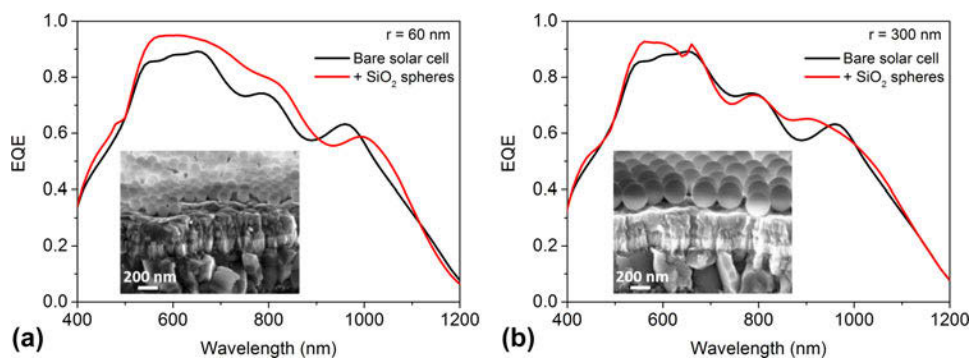 r = 60 nm
Bare solar cell
+ SiO₂ spheres
EQE
1.0
0.8
0.6
0.4
0.2
0.0
200 nm
400 600 800 1000 1200
Wavelength (nm)
(a)
r = 300 nm
Bare solar cell
+ SiO₂ spheres
EQE
1.0
0.8
0.6
0.4
0.2
0.0
200 nm
400 600 800 1000 1200
Wavelength (nm)
(b)